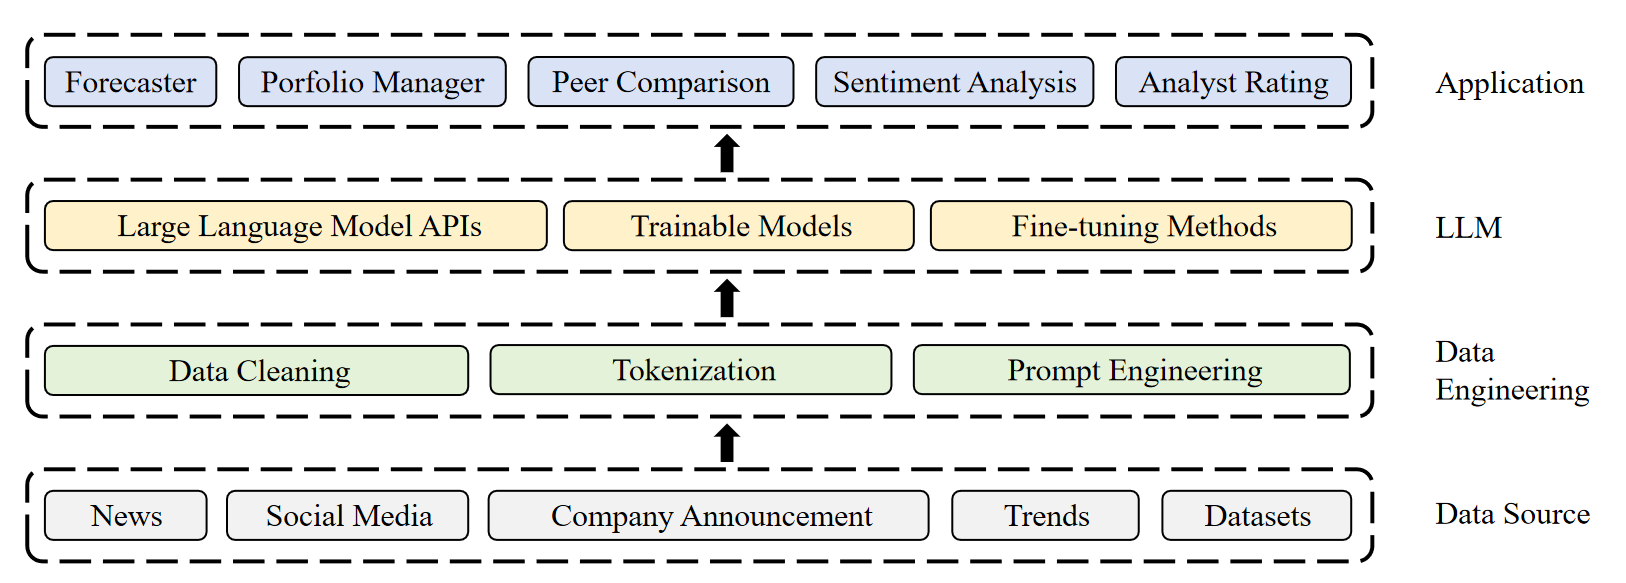 Forecaster
Porfolio Manager
Peer Comparison
Sentiment Analysis
Analyst Rating
Application
Large Language Model APIs
Trainable Models
Fine-tuning Methods
LLM
Data Cleaning
Tokenization
Prompt Engineering
Data
Engineering
News
Social Media
Company Announcement
Trends
Datasets
Data Source